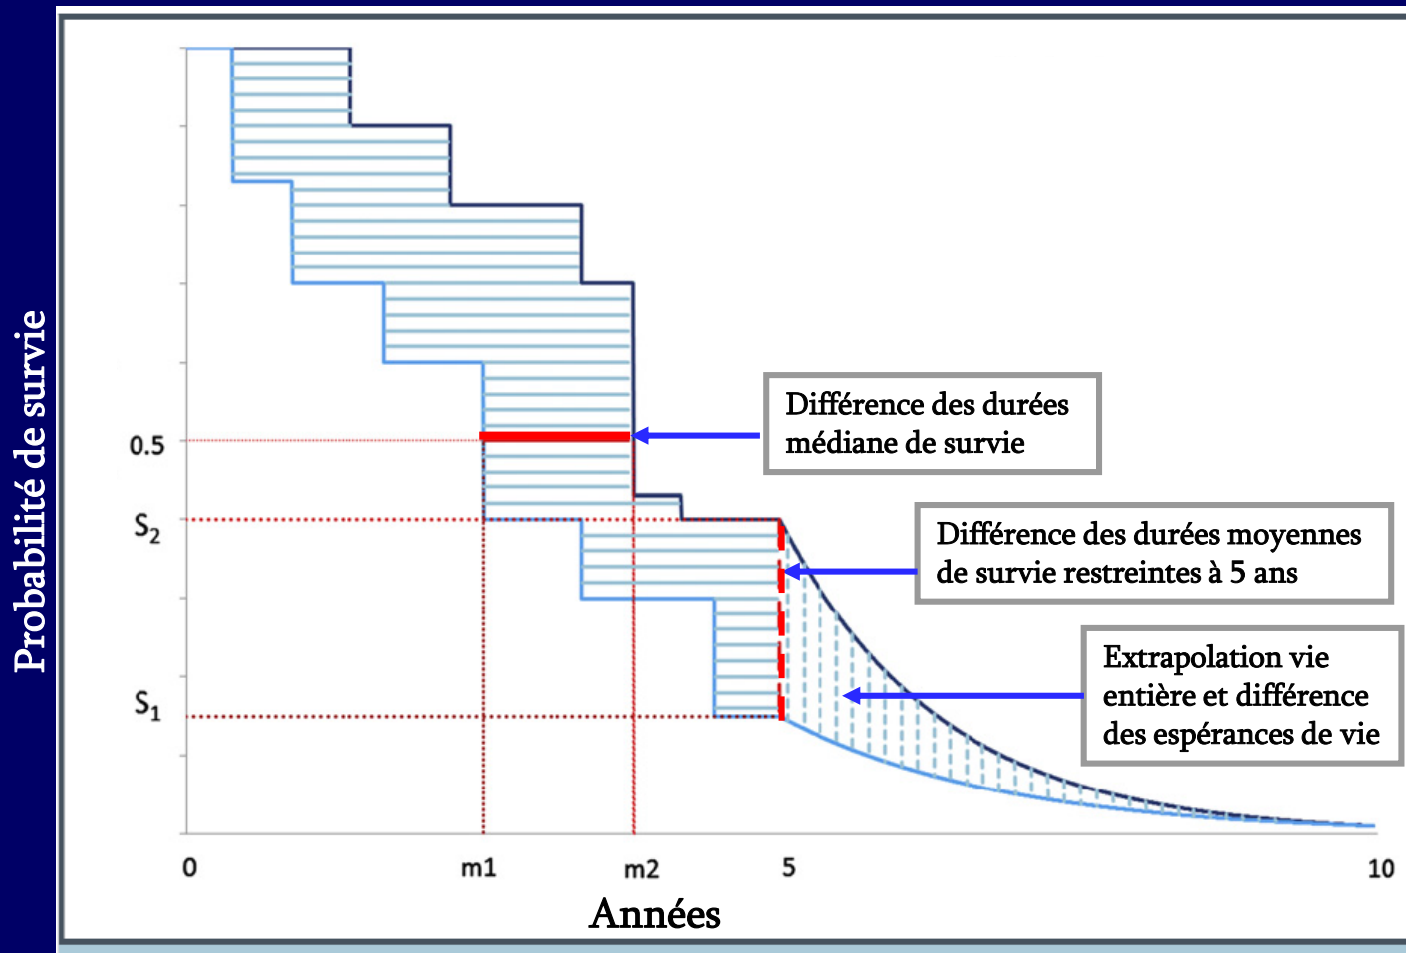 Probabilité de survie
Différence des durées
médiane de survie
0.5
Différence des durées moyennes
de survie restreintes à 5 ans
S2
Extrapolation vie
entière et différence
des espérances de vie
S1
0 m1 m2 5 10
Années